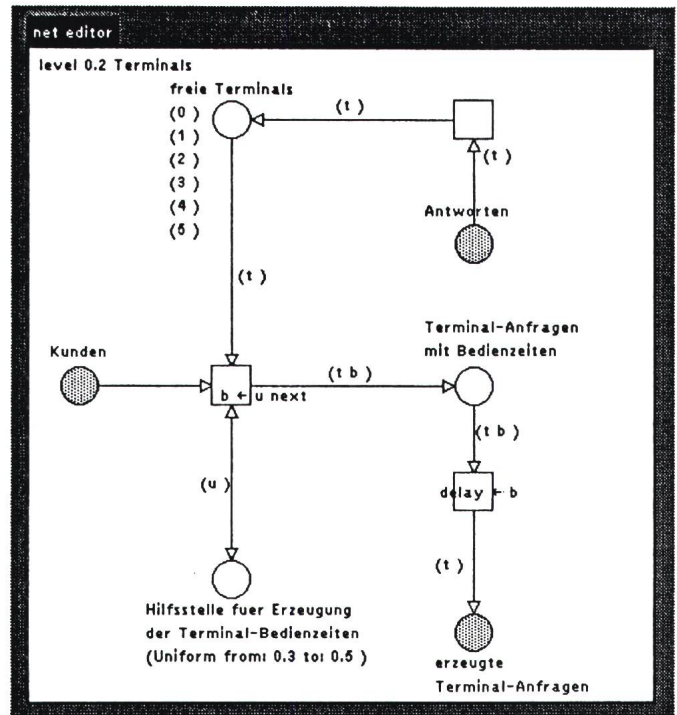 net editor
level 0.2 Terminals
freie Terminals
(0 )
(1 )
(2 )
(3 )
(4 )
(5 )
(t )
(t )
Antworten
(t )
Terminal-Anfragen
mit Bedienzeiten
Kunden
(t b )
b ← u next
(t b )
(u )
delay ← b
(t )
Hilfsstelle fuer Erzeugung
der Terminal-Bedienzeiten
(Uniform from: 0.3 to: 0.5 )
erzeugte
Terminal-Anfragen